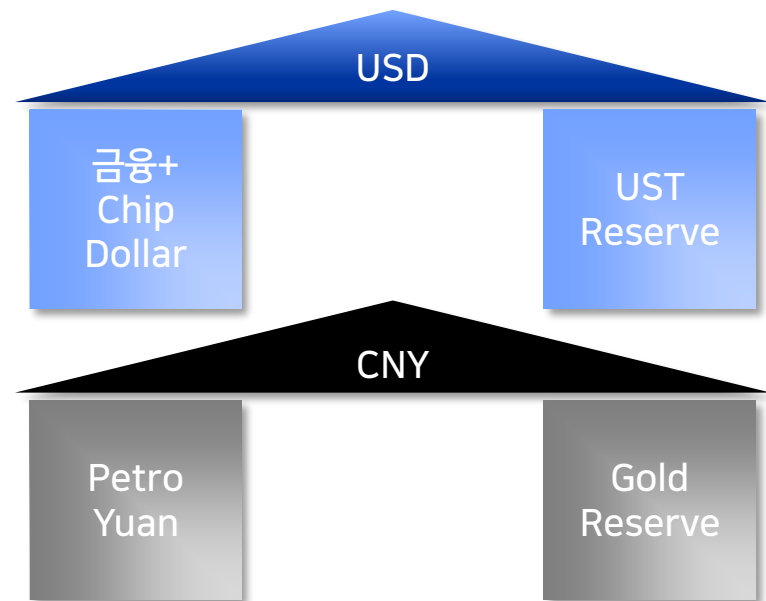 USD
금융+
Chip
Dollar
UST
Reserve
CNY
Petro
Yuan
Gold
Reserve